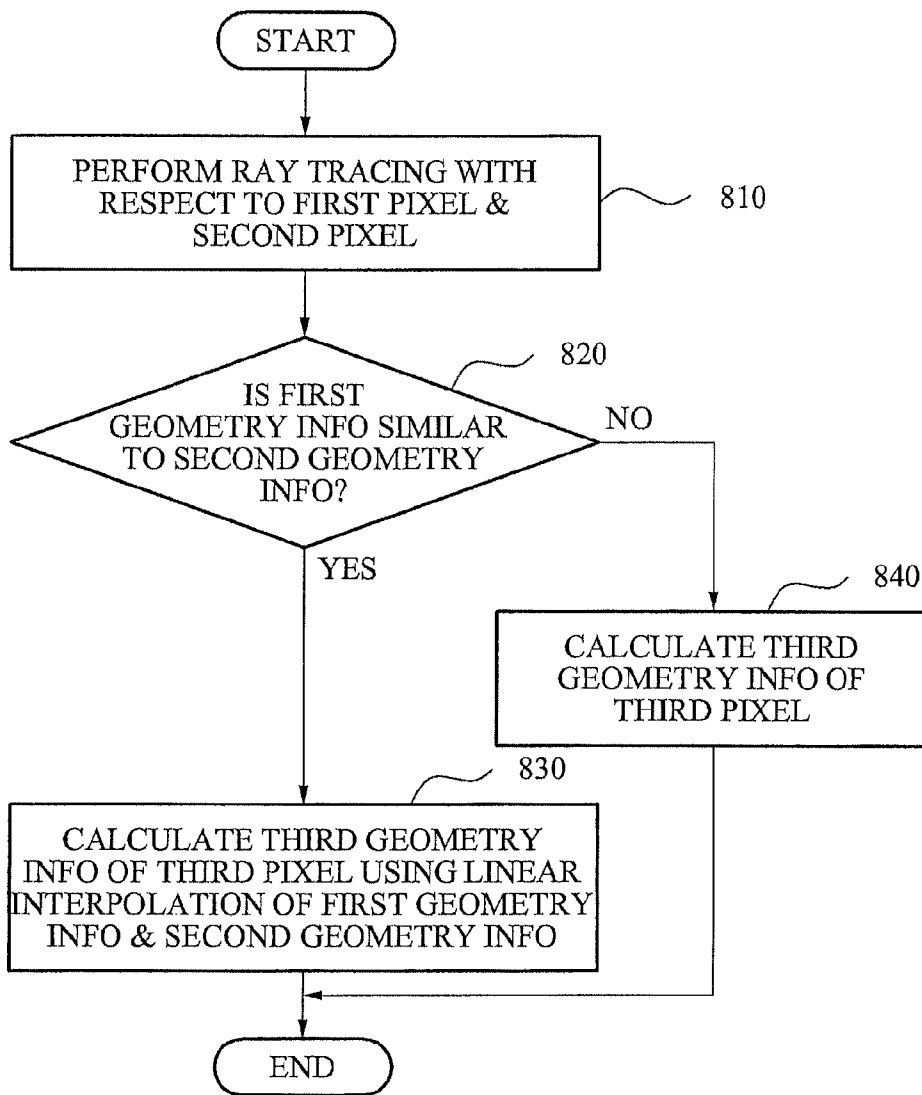 START
PERFORM RAY TRACING WITH
RESPECT TO FIRST PIXEL &
SECOND PIXEL
810
820
IS FIRST
GEOMETRY INFO SIMILAR
TO SECOND GEOMETRY
INFO?
NO
YES
840
CALCULATE THIRD
GEOMETRY INFO OF
THIRD PIXEL
830
CALCULATE THIRD GEOMETRY
INFO OF THIRD PIXEL USING LINEAR
INTERPOLATION OF FIRST GEOMETRY
INFO & SECOND GEOMETRY INFO
END